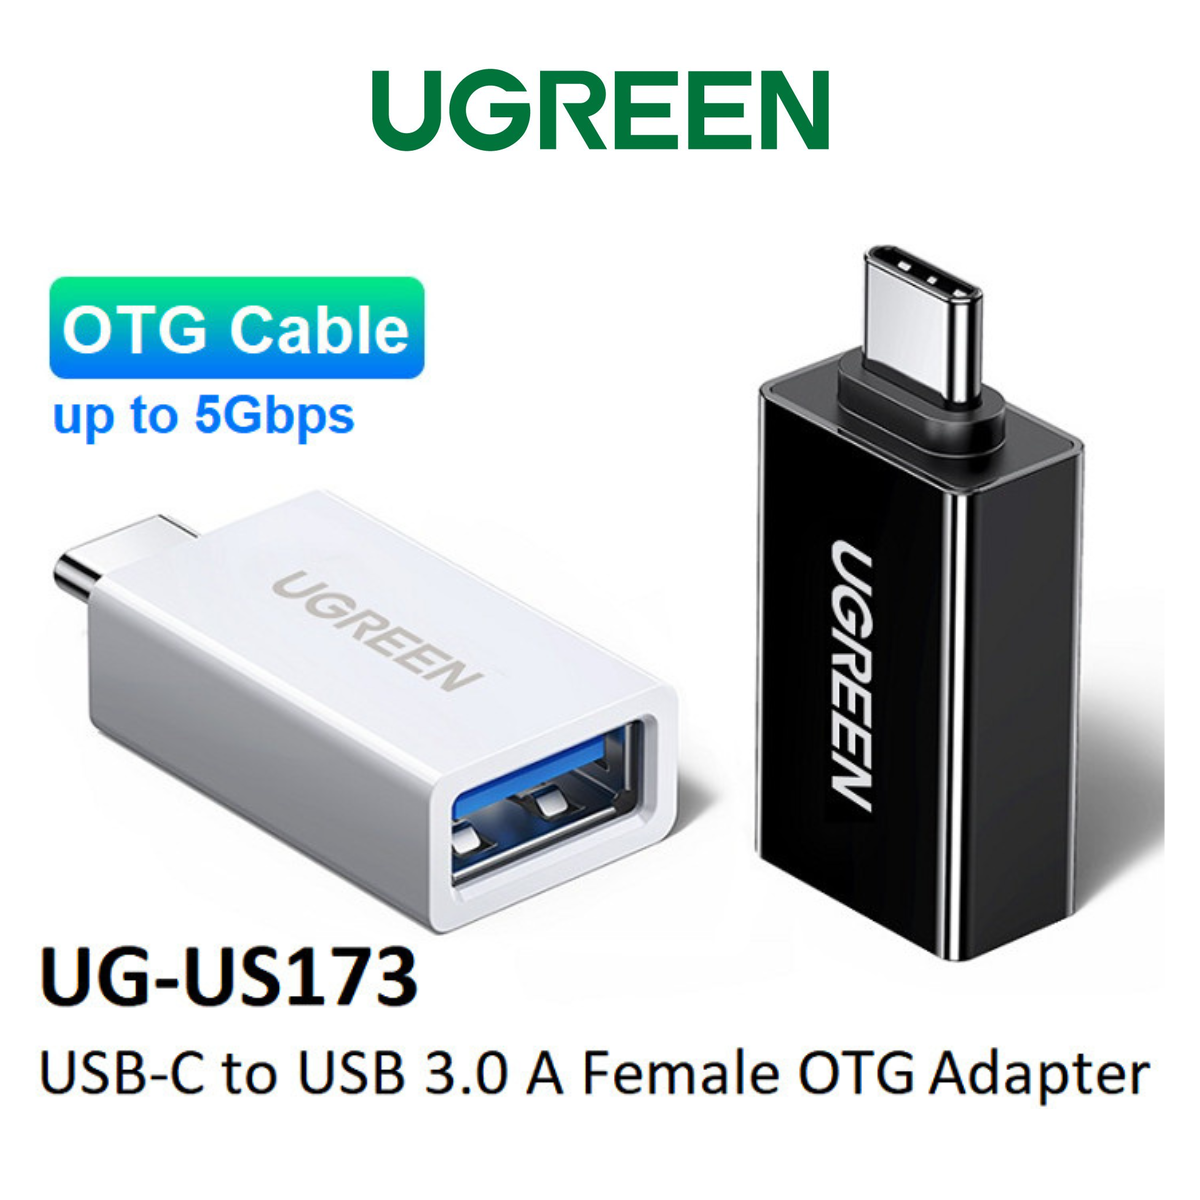 UGREEN
OTG Cable
up to 5Gbps
UGREEN
UGREEN
UG-US173
USB-C to USB 3.0 A Female OTG Adapter